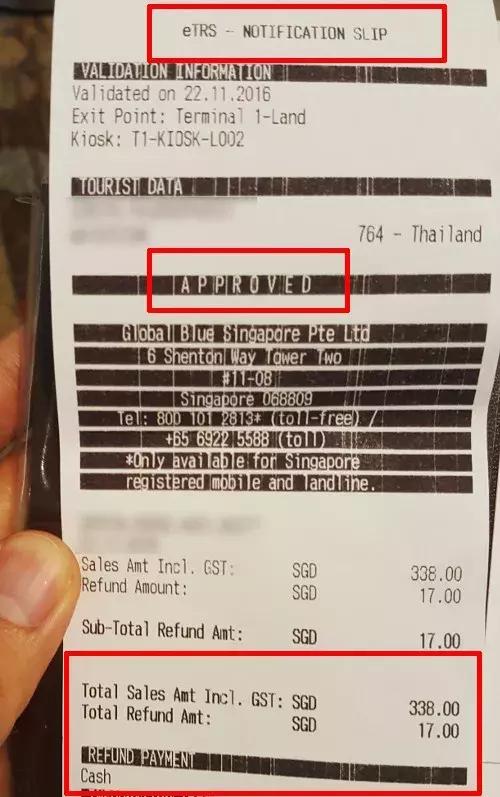 eTRS - NOTIFICATION SLIP
VALIDATION INFORMATION
Validated on 22.11.2016
Exit Point: Terminal 1-Land
Kiosk: T1-KIOSK-L002
TOURIST DATA
764 - Thailand
APPROVED
Global Blue Singapore Pte Ltd
6 Shenton Way Tower Two
#11-08
Singapore 068809
Tel: 800 101 2813* (toll-free) /
+65 6922 5588 (toll)
*Only available for Singapore
registered mobile and landline.
Sales Amt Incl. GST: SGD 338.00
Refund Amount: SGD 17.00
Sub-Total Refund Amt: SGD 17.00
Total Sales Amt Incl. GST: SGD 338.00
Total Refund Amt: SGD 17.00
REFUND PAYMENT
Cash